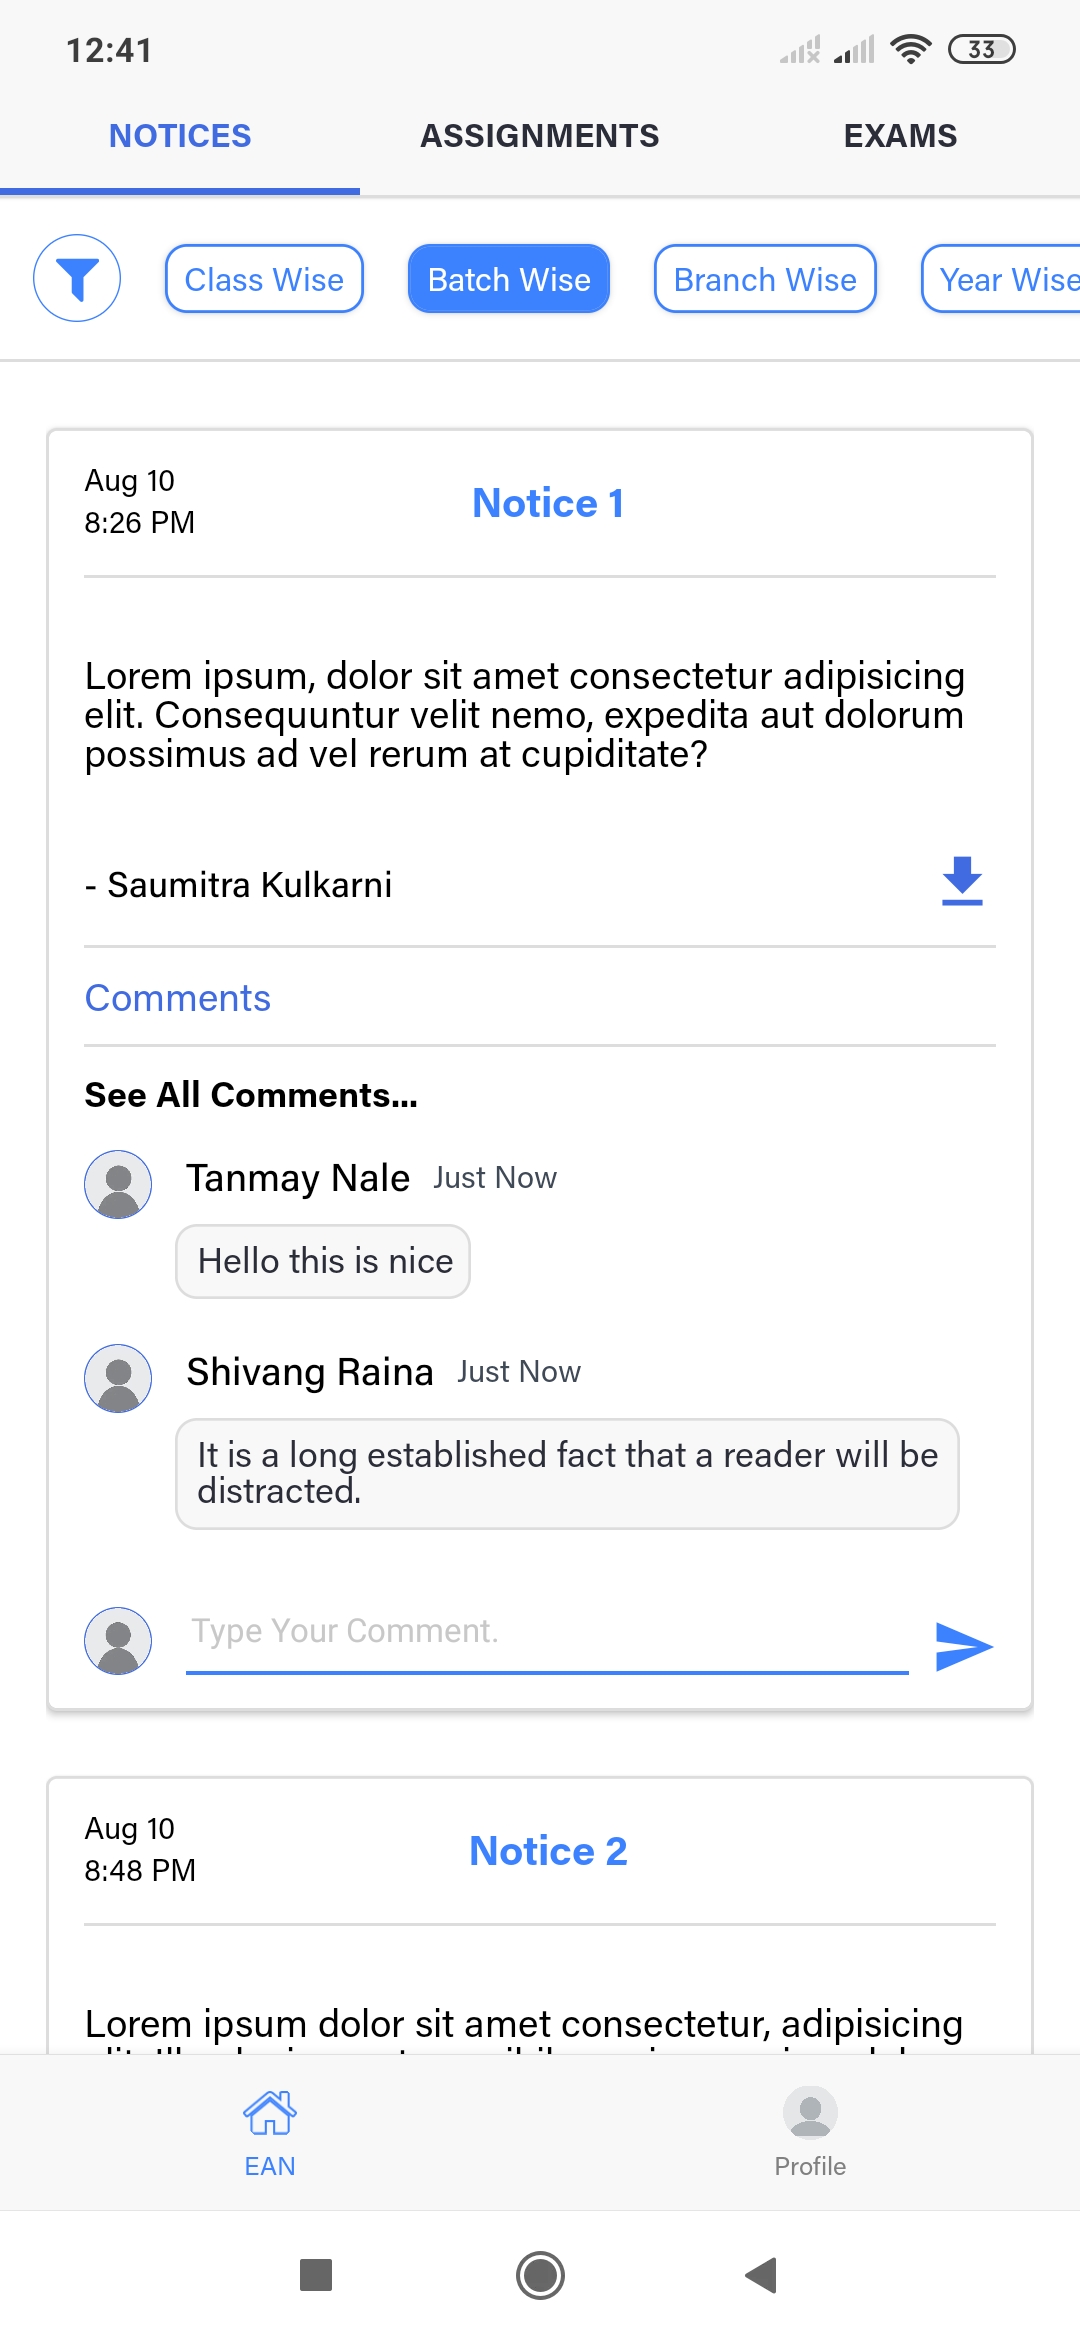 12:41
33
NOTICES ASSIGNMENTS EXAMS
Class Wise Batch Wise Branch Wise Year Wise
Aug 10
8:26 PM
Notice 1
Lorem ipsum, dolor sit amet consectetur adipisicing
elit. Consequuntur velit nemo, expedita aut dolorum
possimus ad vel rerum at cupiditate?
- Saumitra Kulkarni
Comments
See All Comments...
Tanmay Nale Just Now
Hello this is nice
Shivang Raina Just Now
It is a long established fact that a reader will be
distracted.
Type Your Comment.
Aug 10
8:48 PM
Notice 2
Lorem ipsum dolor sit amet consectetur, adipisicing
EAN Profile